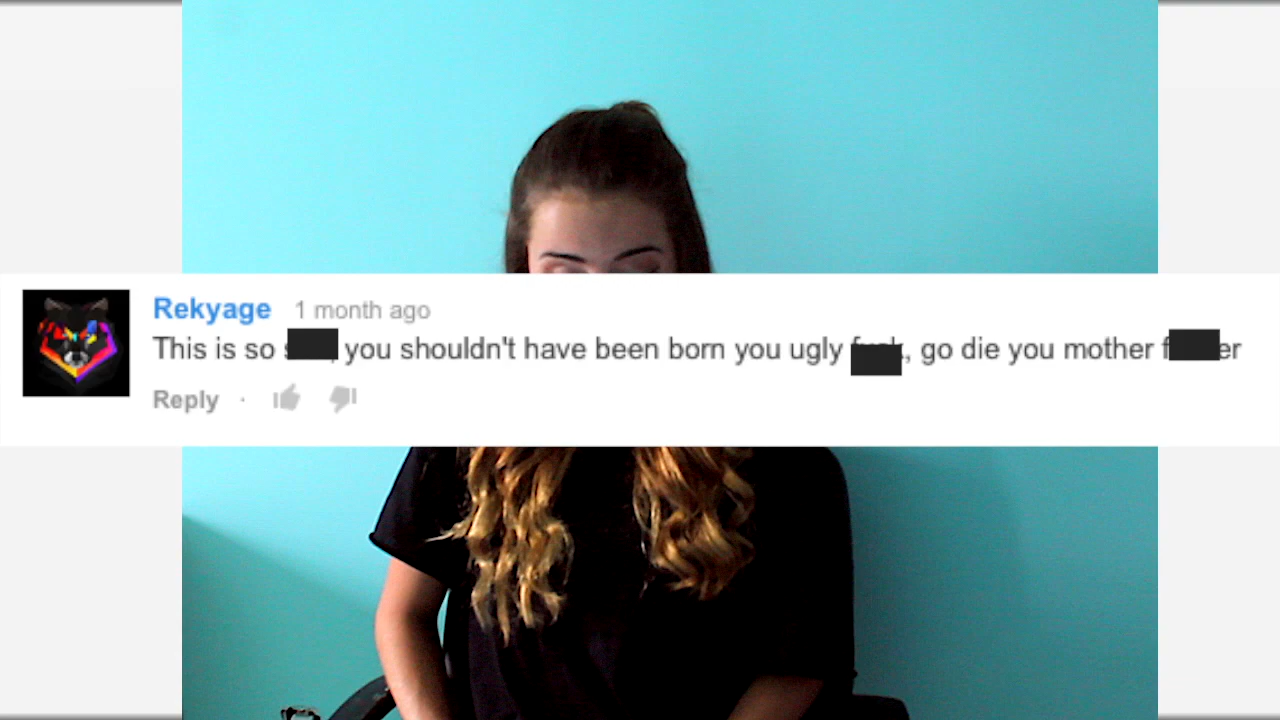 Rekyage 1 month ago
This is so you shouldn't have been born you ugly , go die you mother
Reply ·